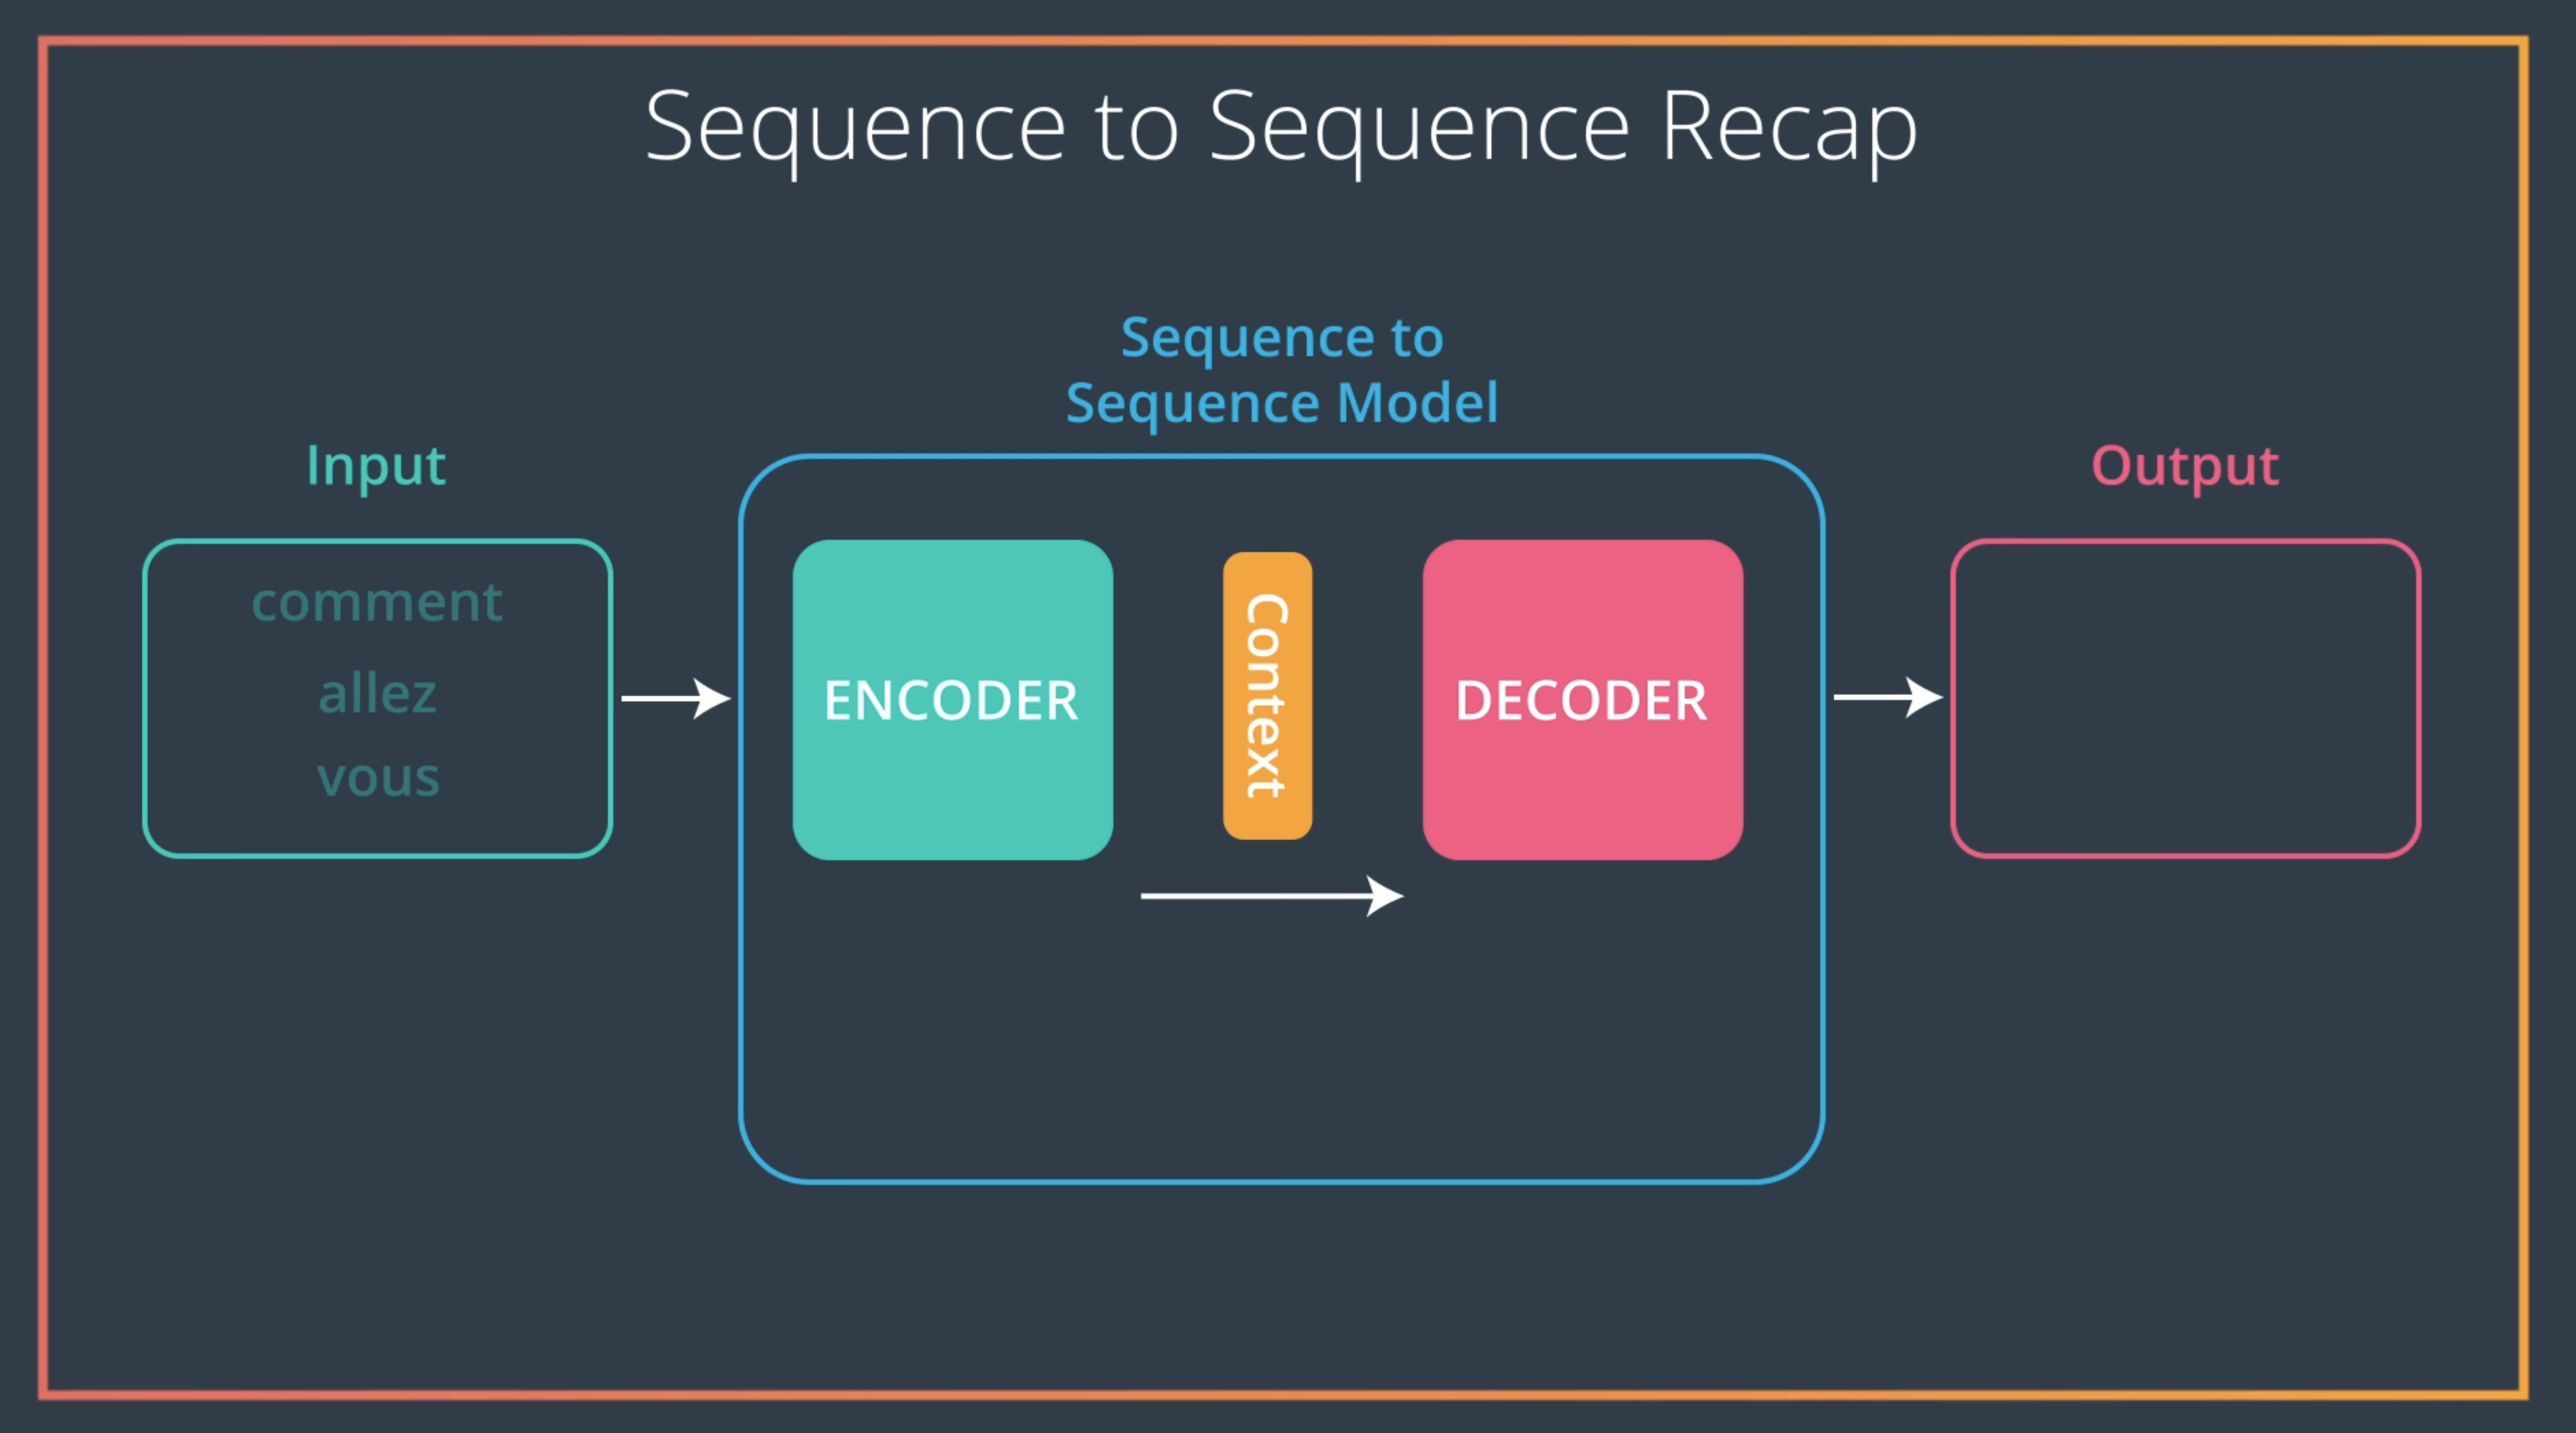 Sequence to Sequence Recap
Sequence to
Sequence Model
Input
Output
comment
allez
vous
ENCODER
Context
DECODER